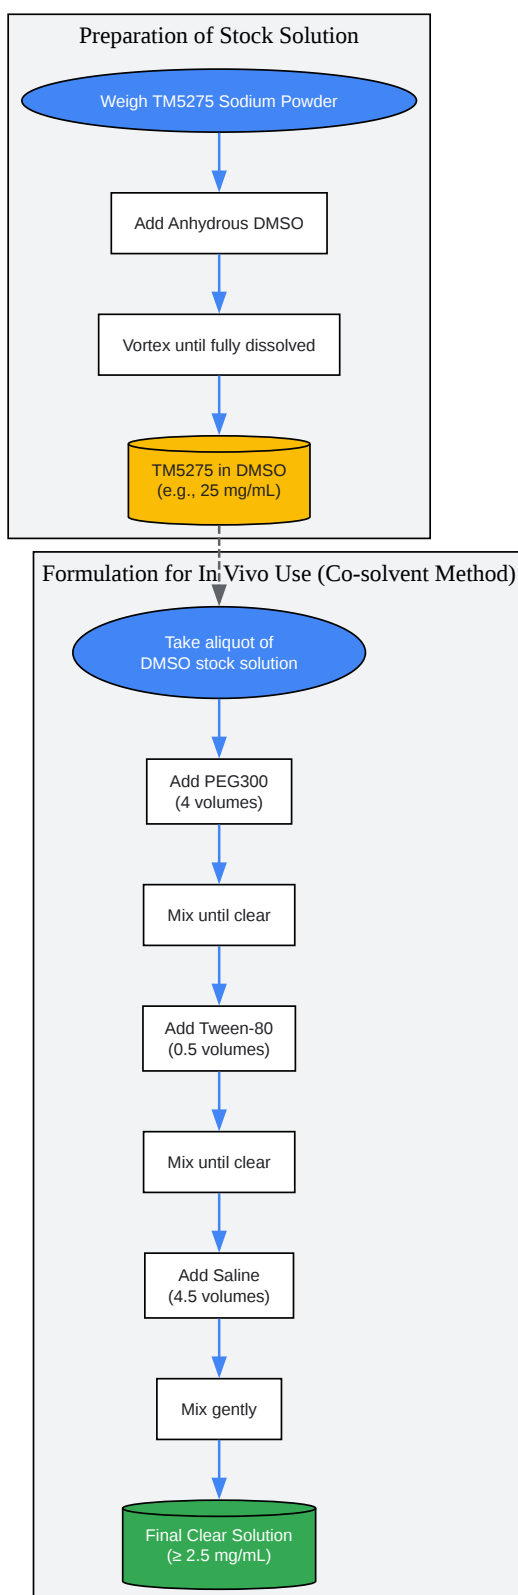 Preparation of Stock Solution
Weigh TM5275 Sodium Powder
Add Anhydrous DMSO
Vortex until fully dissolved
TM5275 in DMSO
(e.g., 25 mg/mL)
Formulation for In Vivo Use (Co-solvent Method)
Take aliquot of
DMSO stock solution
Add PEG300
(4 volumes)
Mix until clear
Add Tween-80
(0.5 volumes)
Mix until clear
Add Saline
(4.5 volumes)
Mix gently
Final Clear Solution
(≥ 2.5 mg/mL)